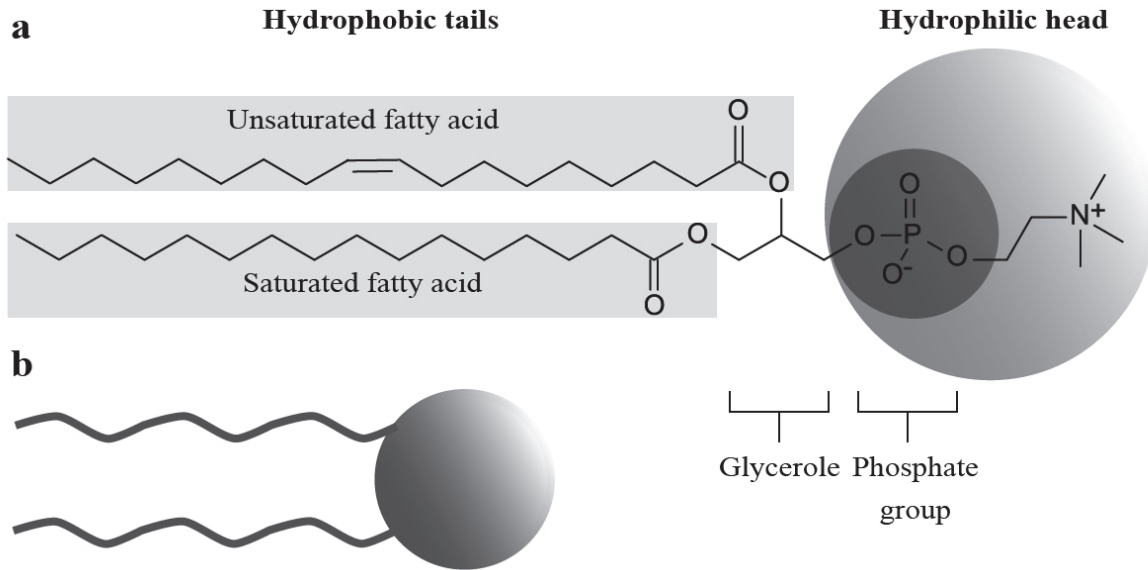 a
Hydrophobic tails
Hydrophilic head
Unsaturated fatty acid
O
O
O
O
Saturated fatty acid
O
O
P
O-
O
N+
b
Glycerole
Phosphate
group